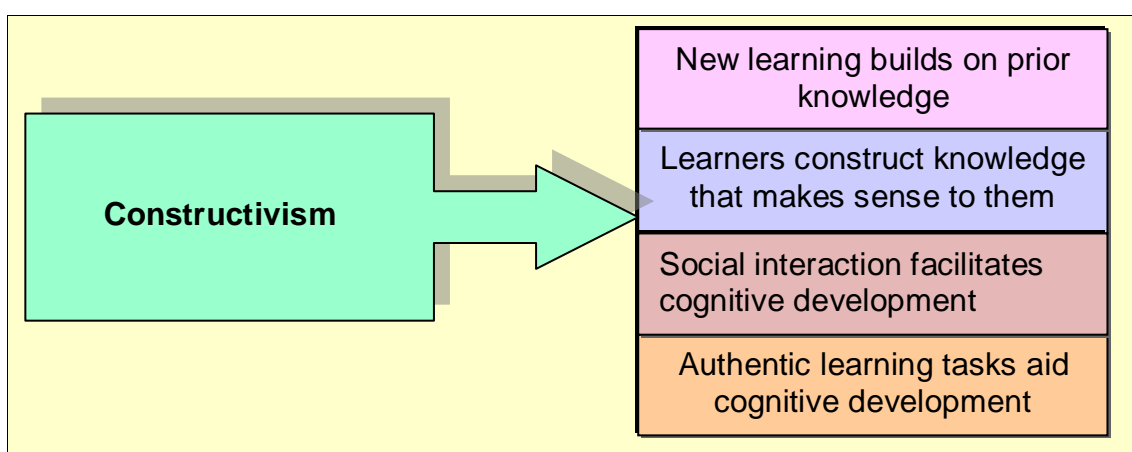 Constructivism
New learning builds on prior
knowledge
Learners construct knowledge
that makes sense to them
Social interaction facilitates
cognitive development
Authentic learning tasks aid
cognitive development